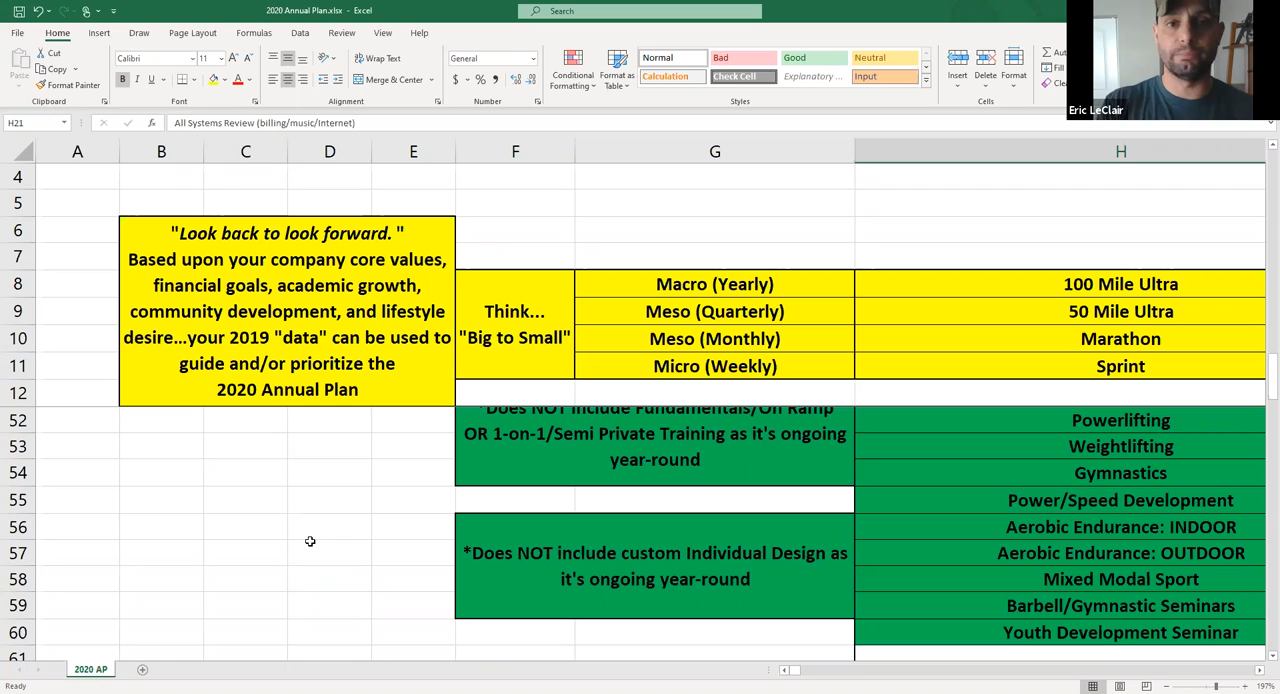 2020 Annual Plan.xlsx - Excel
Search
File Home Insert Draw Page Layout Formulas Data Review View Help
Paste
Cut
Copy
Format Painter
Clipboard
Calibri 11
B I U
Font
Wrap Text
Merge & Center
Alignment
General
$ % ,
Number
Conditional Formatting
Format as Table
Normal Bad Good Neutral
Calculation Check Cell Explanatory ... Input
Styles
Insert Delete Format
Cells
Eric LeClair
H21
fx
All Systems Review (billing/music/Internet)
A B C D E F G H
4
5
6
7
8
9
10
11
12
52
53
54
55
56
57
58
59
60
61
"Look back to look forward. "
Based upon your company core values,
financial goals, academic growth,
community development, and lifestyle
desire...your 2019 "data" can be used to
guide and/or prioritize the
2020 Annual Plan
Think...
"Big to Small"
Macro (Yearly)
Meso (Quarterly)
Meso (Monthly)
Micro (Weekly)
100 Mile Ultra
50 Mile Ultra
Marathon
Sprint
*Does NOT include Fundamentals/On Ramp
OR 1-on-1/Semi Private Training as it's ongoing
year-round
*Does NOT include custom Individual Design as
it's ongoing year-round
Powerlifting
Weightlifting
Gymnastics
Power/Speed Development
Aerobic Endurance: INDOOR
Aerobic Endurance: OUTDOOR
Mixed Modal Sport
Barbell/Gymnastic Seminars
Youth Development Seminar
2020 AP
Ready
197%